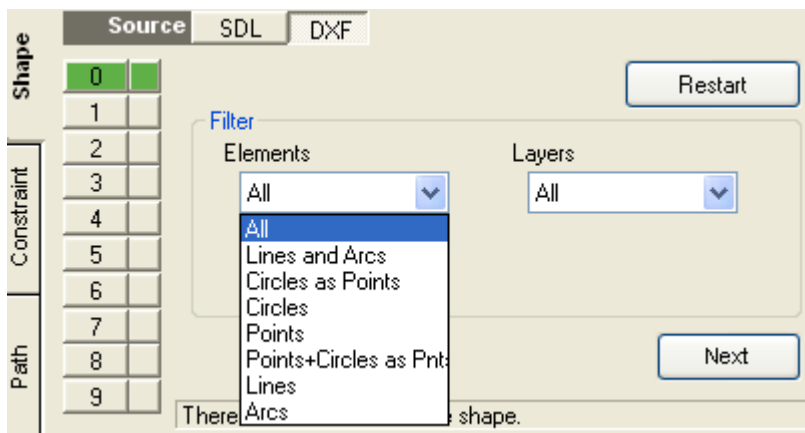 Source SDL DXF
Shape
Constraint
Path
0
1
2
3
4
5
6
7
8
9
Restart
Filter
Elements
Layers
All
All
All
Lines and Arcs
Circles as Points
Circles
Points
Points+Circles as Pnts
Lines
Arcs
Next
There shape.